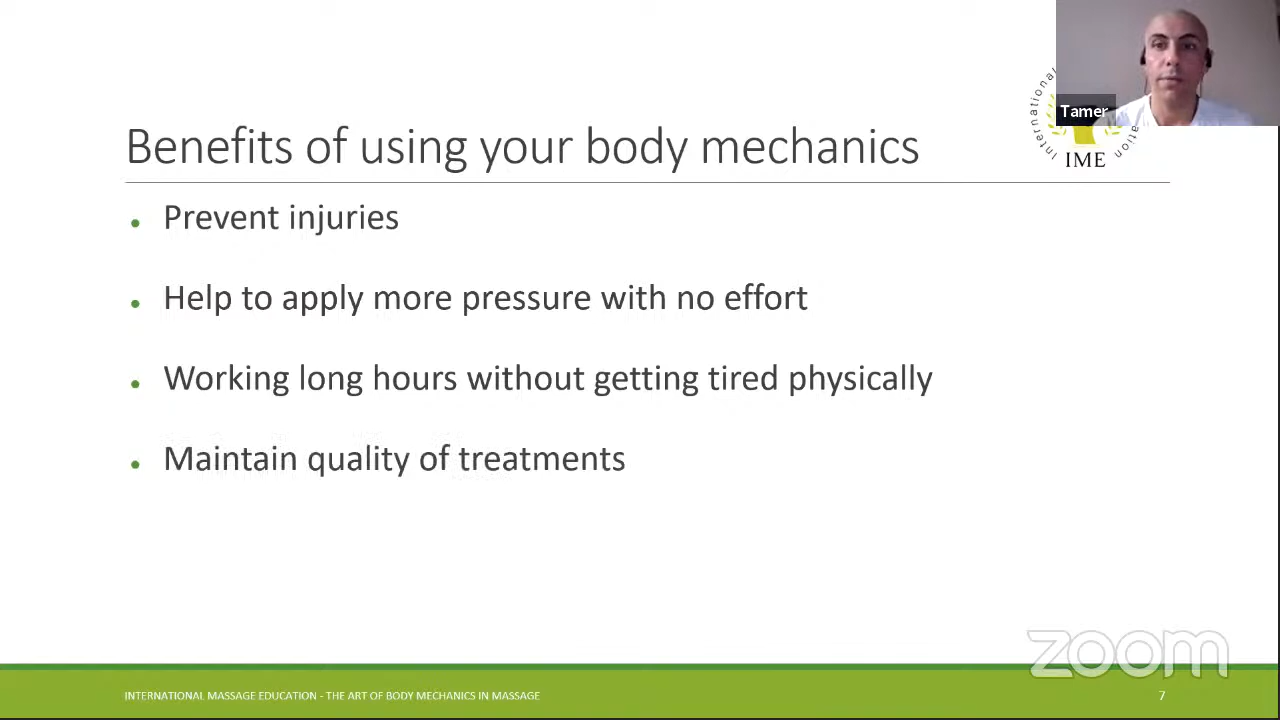 Benefits of using your body mechanics
International
ation
IME
Tamer
Prevent injuries
Help to apply more pressure with no effort
Working long hours without getting tired physically
Maintain quality of treatments
zoom
INTERNATIONAL MASSAGE EDUCATION - THE ART OF BODY MECHANICS IN MASSAGE
7